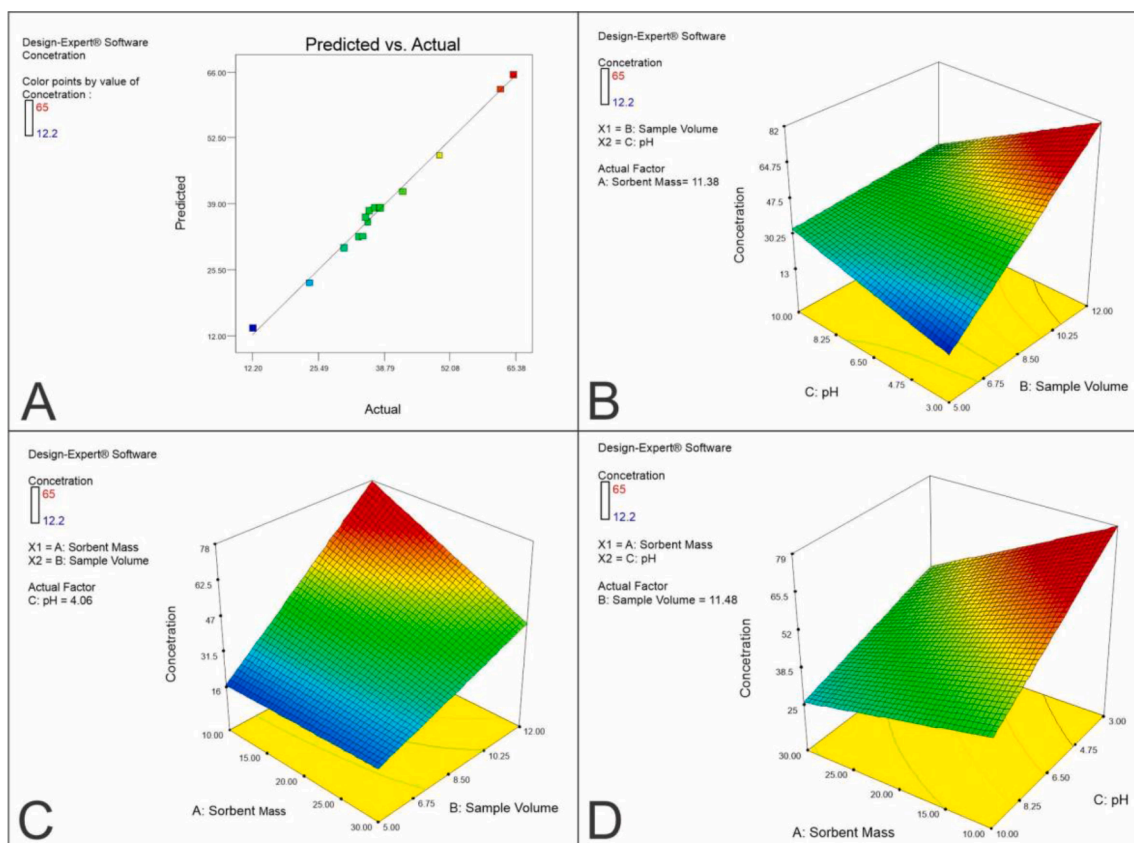 Design-Expert® Software
Concetration
Color points by value of
Concetration :
65
12.2
Predicted vs. Actual
66.00
52.50
39.00
25.50
12.00
Predicted
12.20
25.49
38.79
52.08
65.38
Actual
A
Design-Expert® Software
Concetration
65
12.2
X1 = B: Sample Volume
X2 = C: pH
Actual Factor
A: Sorbent Mass= 11.38
82
64.75
47.5
30.25
13
Concetration
10.00
8.25
6.50
4.75
3.00
C: pH
5.00
6.75
8.50
10.25
12.00
B: Sample Volume
B
Design-Expert® Software
Concetration
65
12.2
X1 = A: Sorbent Mass
X2 = B: Sample Volume
Actual Factor
C: pH = 4.06
78
62.5
47
31.5
16
Concetration
10.00
15.00
20.00
25.00
30.00
A: Sorbent Mass
5.00
6.75
8.50
10.25
12.00
B: Sample Volume
C
Design-Expert® Software
Concetration
65
12.2
X1 = A: Sorbent Mass
X2 = C: pH
Actual Factor
B: Sample Volume = 11.48
79
65.5
52
38.5
25
Concetration
30.00
25.00
20.00
15.00
10.00
A: Sorbent Mass
10.00
8.25
6.50
4.75
3.00
C: pH
D